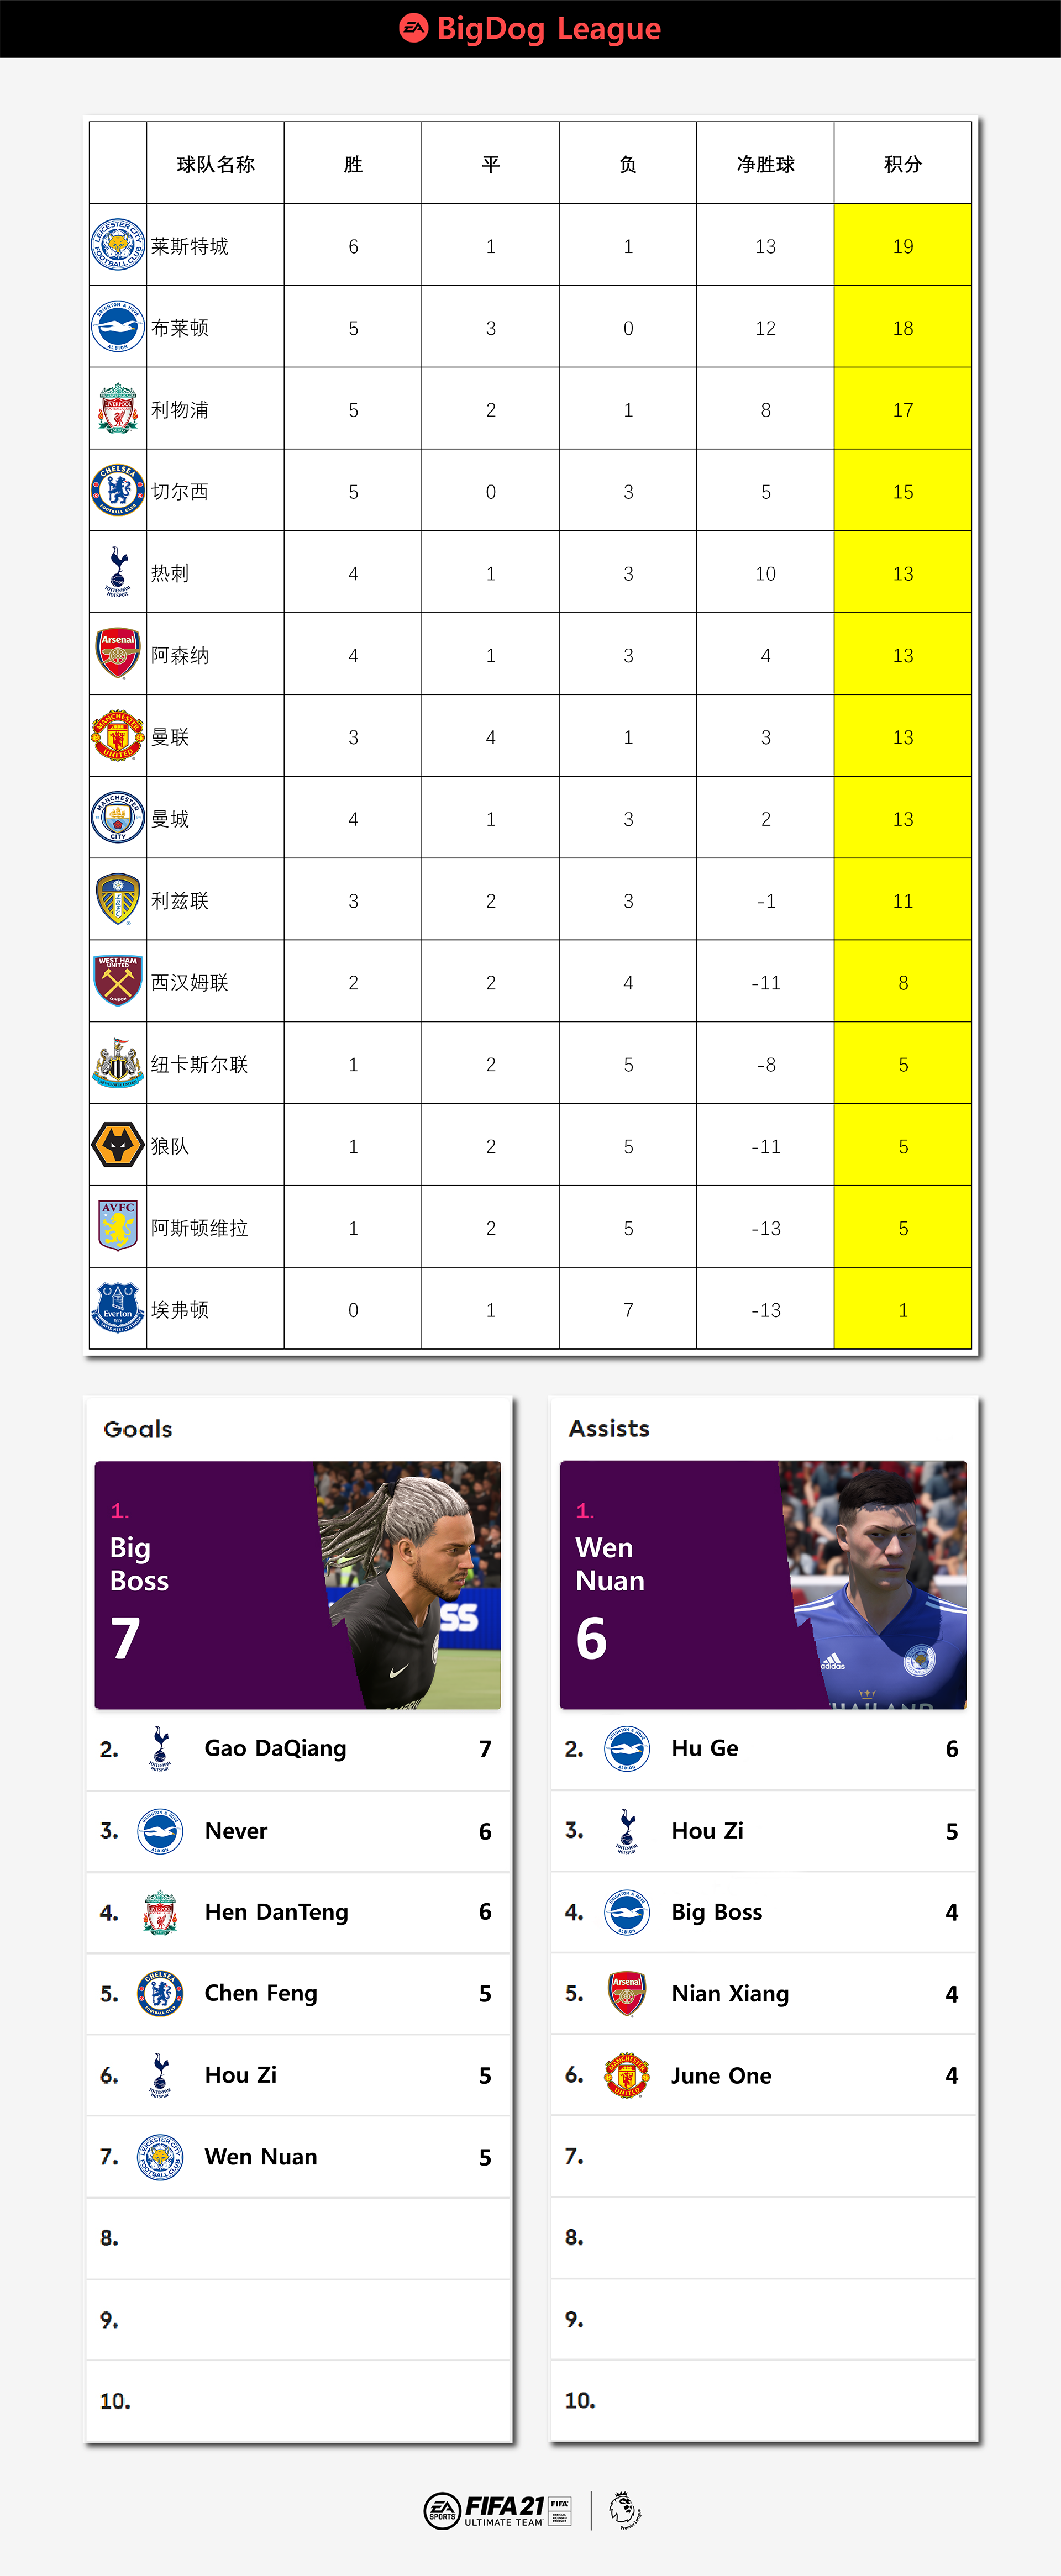 EA BigDog League
球队名称 胜 平 负 净胜球 积分
莱斯特城 6 1 1 13 19
布莱顿 5 3 0 12 18
利物浦 5 2 1 8 17
切尔西 5 0 3 5 15
热刺 4 1 3 10 13
阿森纳 4 1 3 4 13
曼联 3 4 1 3 13
曼城 4 1 3 2 13
利兹联 3 2 3 -1 11
西汉姆联 2 2 4 -11 8
纽卡斯尔联 1 2 5 -8 5
狼队 1 2 5 -11 5
阿斯顿维拉 1 2 5 -13 5
埃弗顿 0 1 7 -13 1
Goals
1.
Big
Boss
7
2. Gao DaQiang 7
3. Never 6
4. Hen DanTeng 6
5. Chen Feng 5
6. Hou Zi 5
7. Wen Nuan 5
8.
9.
10.
Assists
1.
Wen
Nuan
6
adidas
2. Hu Ge 6
3. Hou Zi 5
4. Big Boss 4
5. Nian Xiang 4
6. June One 4
7.
8.
9.
10.
EA SPORTS FIFA 21
ULTIMATE TEAM
FIFA
Premier League